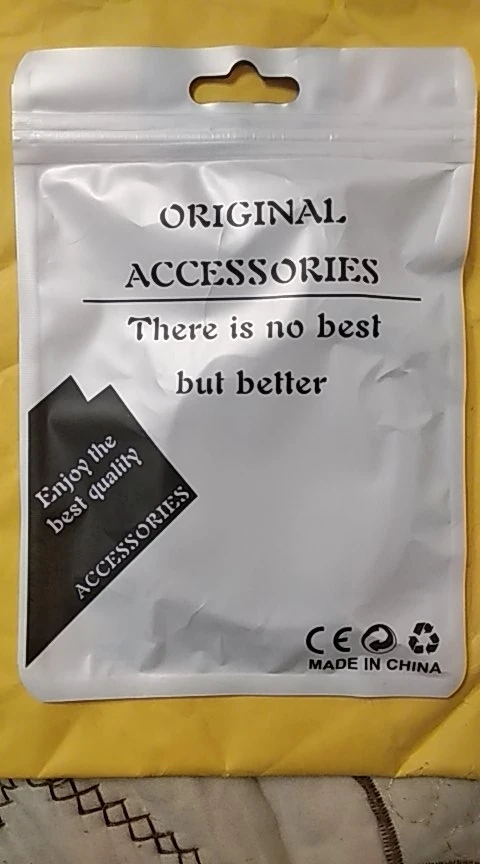 ORIGINAL
ACCESSORIES
There is no best
but better
Enjoy the
best quality
ACCESSORIES
CE
MADE IN CHINA